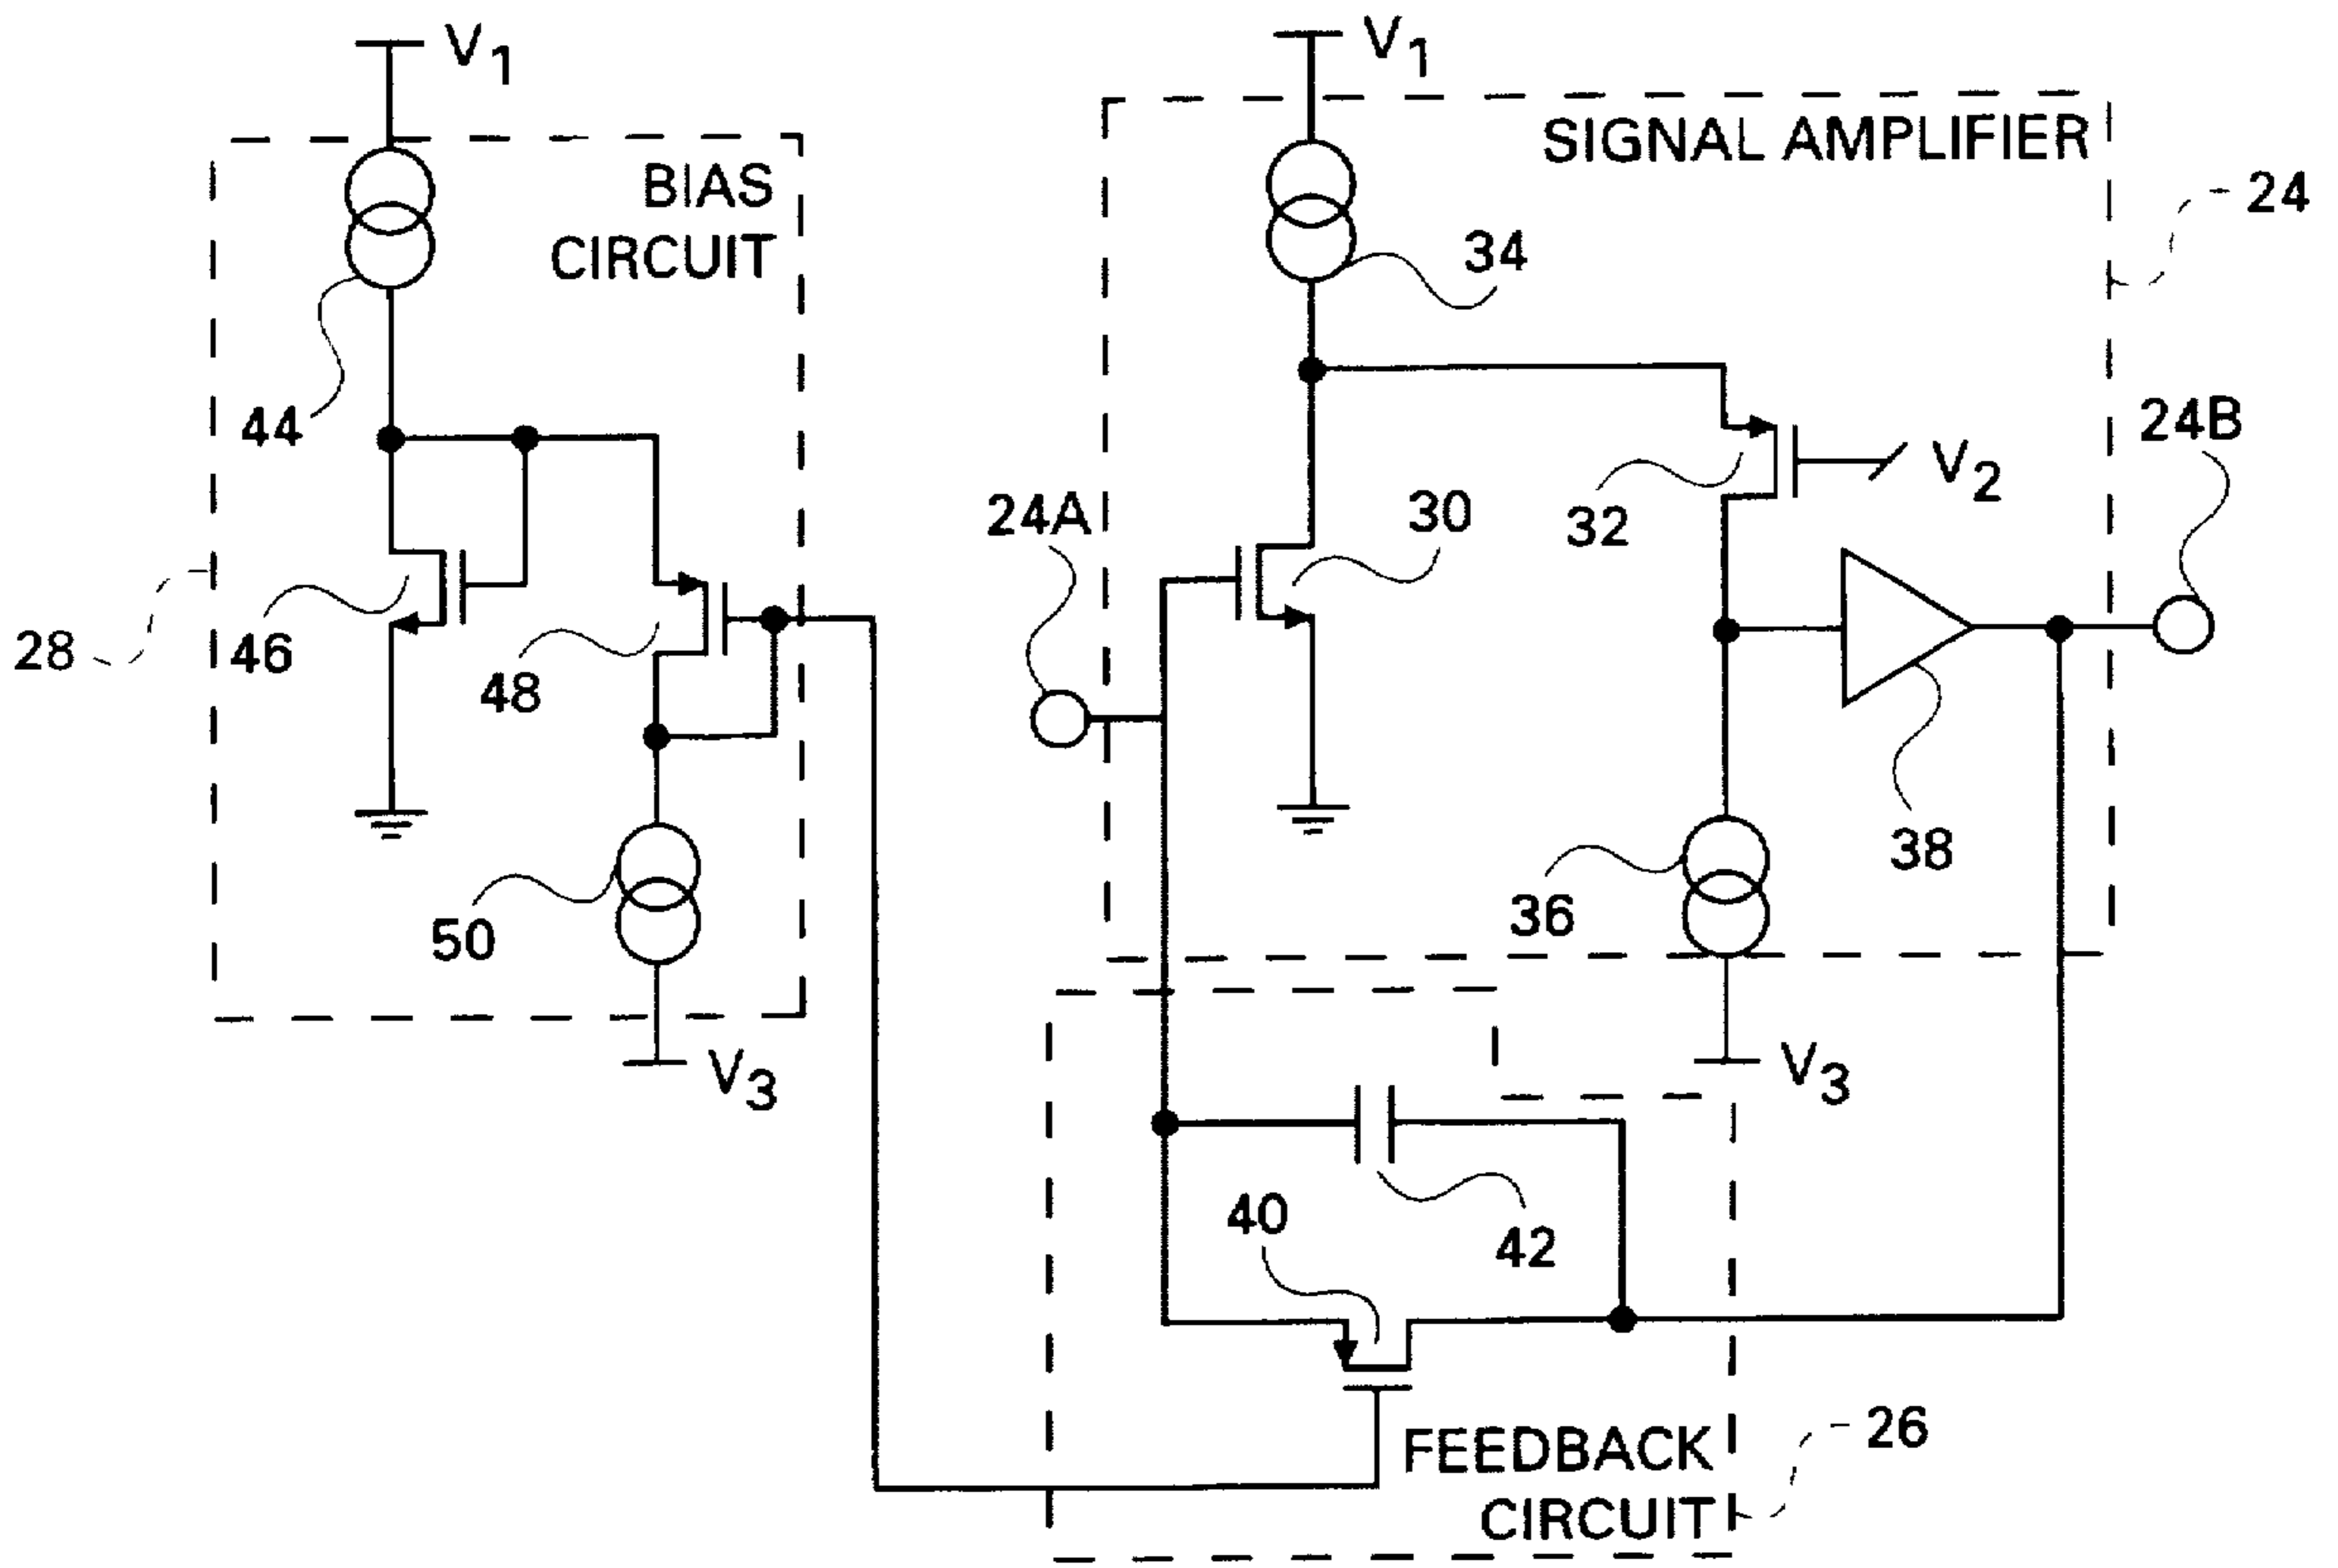 V1
V1
SIGNAL AMPLIFIER
BIAS
CIRCUIT
24
34
44
24B
V2
24A
30
32
28
46
48
38
36
50
V3
V3
40
42
26
FEEDBACK
CIRCUIT